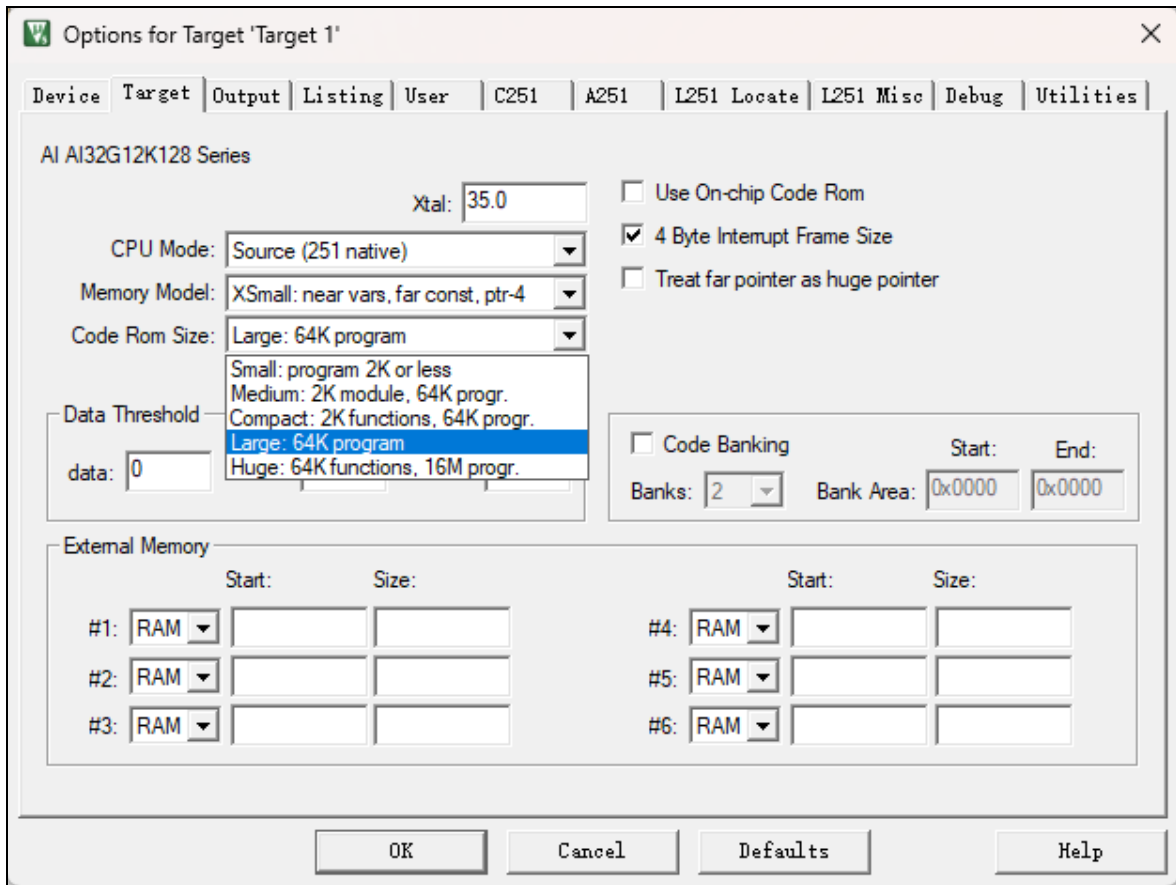 Options for Target 'Target 1'
Device Target Output Listing User C251 A251 L251 Locate L251 Misc Debug Utilities
AI AI32G12K128 Series
Xtal: 35.0
Use On-chip Code Rom
CPU Mode: Source (251 native)
4 Byte Interrupt Frame Size
Memory Model: XSmall: near vars, far const, ptr-4
Treat far pointer as huge pointer
Code Rom Size: Large: 64K program
Small: program 2K or less
Medium: 2K module, 64K progr.
Compact: 2K functions, 64K progr.
Large: 64K program
Huge: 64K functions, 16M progr.
Data Threshold
data: 0
Code Banking Start: End:
Banks: 2 Bank Area: 0x0000 0x0000
External Memory
Start: Size: Start: Size:
#1: RAM #4: RAM
#2: RAM #5: RAM
#3: RAM #6: RAM
OK Cancel Defaults Help